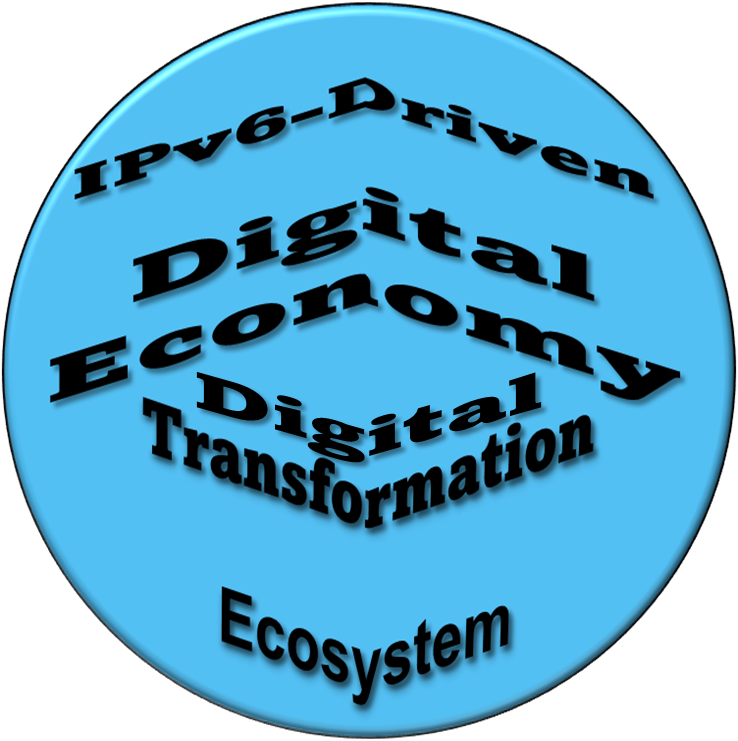 IPv6-Driven
Digital
Economy
Digital
Transformation
Ecosystem